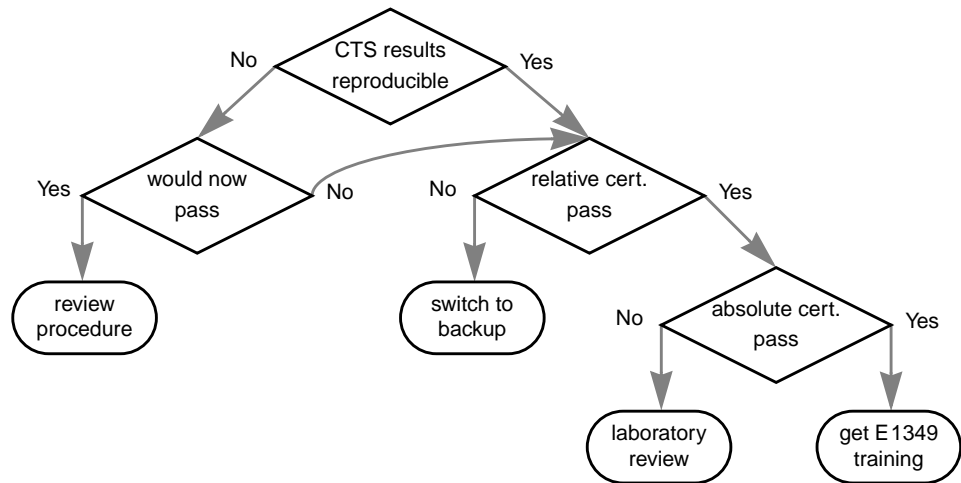 CTS results
reproducible
No
Yes
would now
pass
Yes
No
relative cert.
pass
No
Yes
review
procedure
switch to
backup
absolute cert.
pass
No
Yes
laboratory
review
get E1349
training